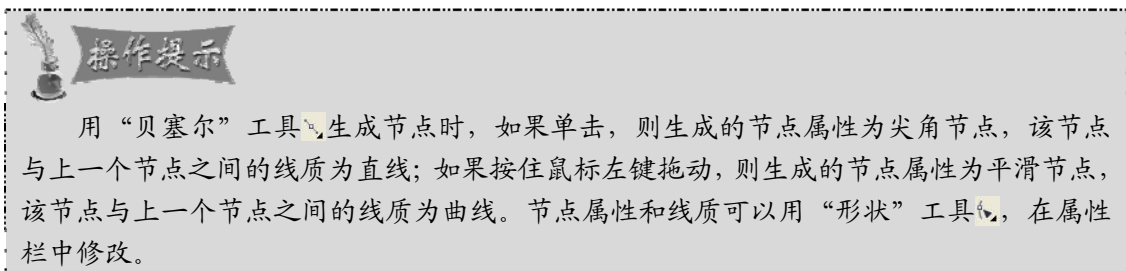 操作提示
用“贝塞尔”工具生成节点时，如果单击，则生成的节点属性为尖角节点，该节点
与上一个节点之间的线质为直线；如果按住鼠标左键拖动，则生成的节点属性为平滑节点，
该节点与上一个节点之间的线质为曲线。节点属性和线质可以用“形状”工具，在属性
栏中修改。